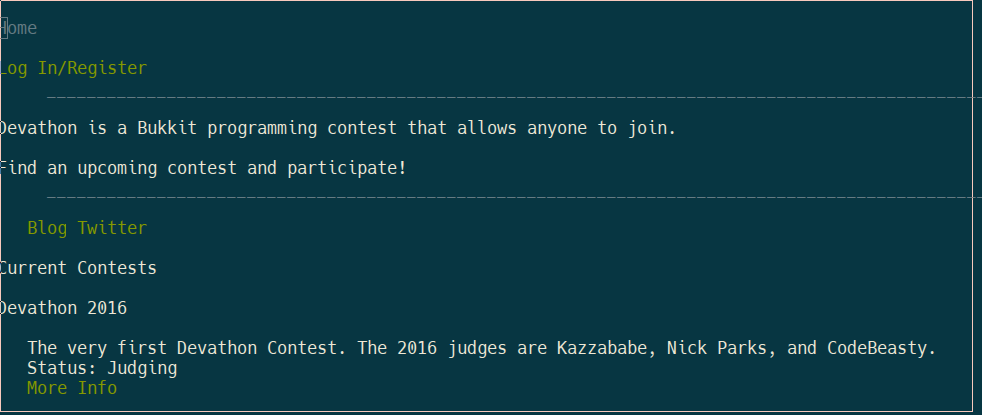 Home
Log In/Register
Devathon is a Bukkit programming contest that allows anyone to join.
Find an upcoming contest and participate!
Blog Twitter
Current Contests
Devathon 2016
The very first Devathon Contest. The 2016 judges are Kazzababe, Nick Parks, and CodeBeasty.
Status: Judging
More Info